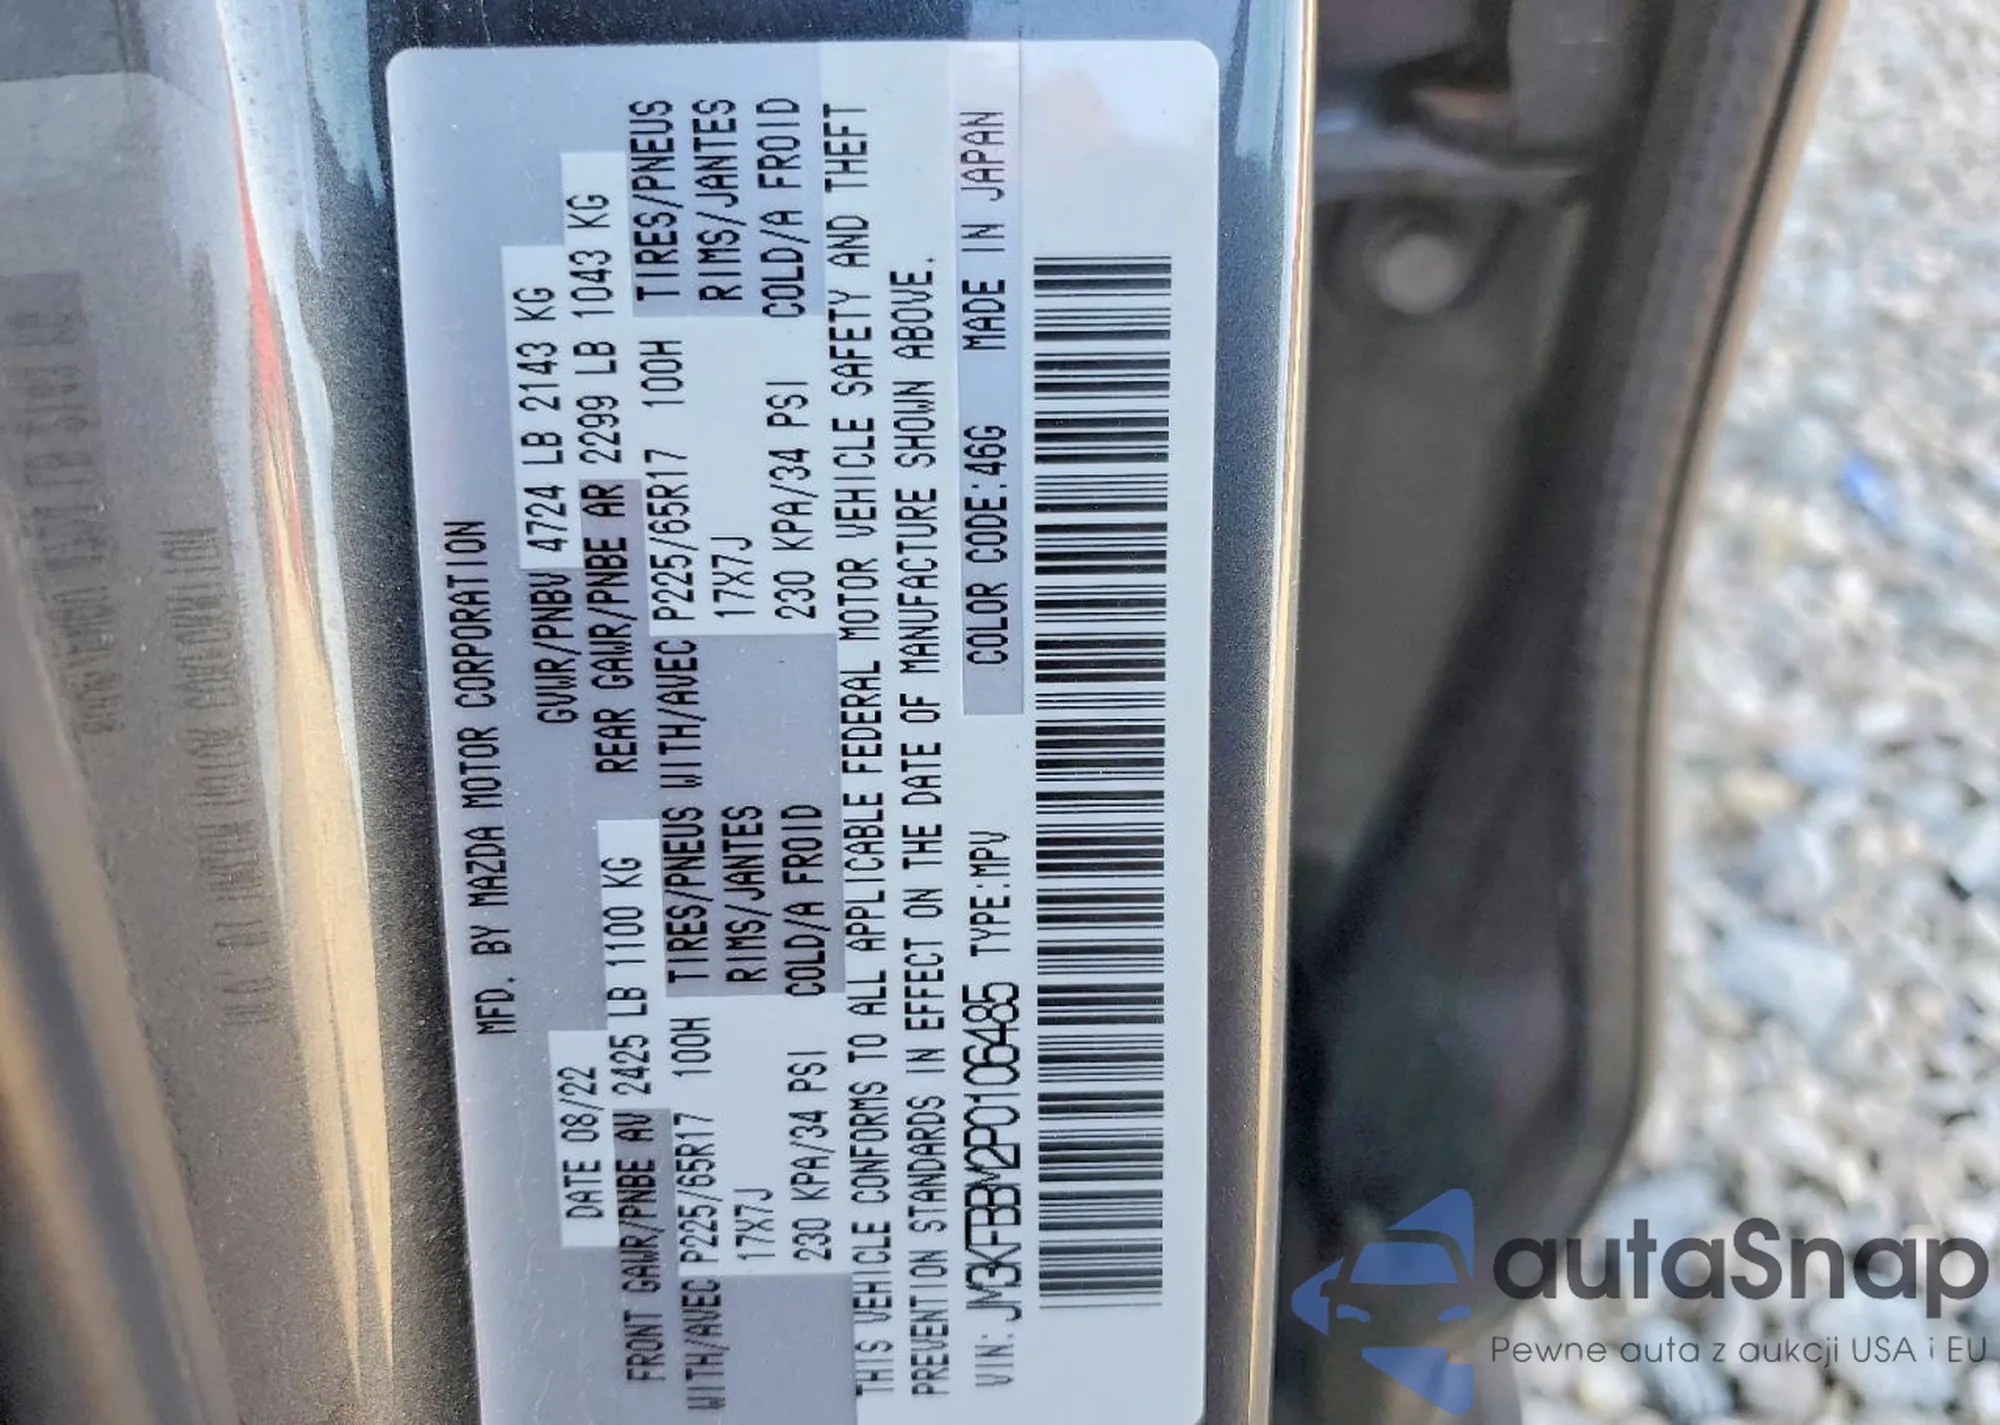 MFD. BY MAZDA MOTOR CORPORATION
DATE 08/22 GVWR/PNBV 4724 LB 2143 KG
FRONT GAWR/PNBE AV 2425 LB 1100 KG REAR GAWR/PNBE AR 2299 LB 1043 KG
WITH/AVEC P225/65R17 100H TIRES/PNEUS WITH/AVEC P225/65R17 100H TIRES/PNEUS
17X7J RIMS/JANTES 17X7J RIMS/JANTES
230 KPA/34 PSI COLD/A FROID 230 KPA/34 PSI COLD/A FROID
THIS VEHICLE CONFORMS TO ALL APPLICABLE FEDERAL MOTOR VEHICLE SAFETY AND THEFT
PREVENTION STANDARDS IN EFFECT ON THE DATE OF MANUFACTURE SHOWN ABOVE.
VIN: JM3KFBBM2P0106485 TYPE:MPV COLOR CODE:46G MADE IN JAPAN
autaSnap
Pewne auta z aukcji USA i EU